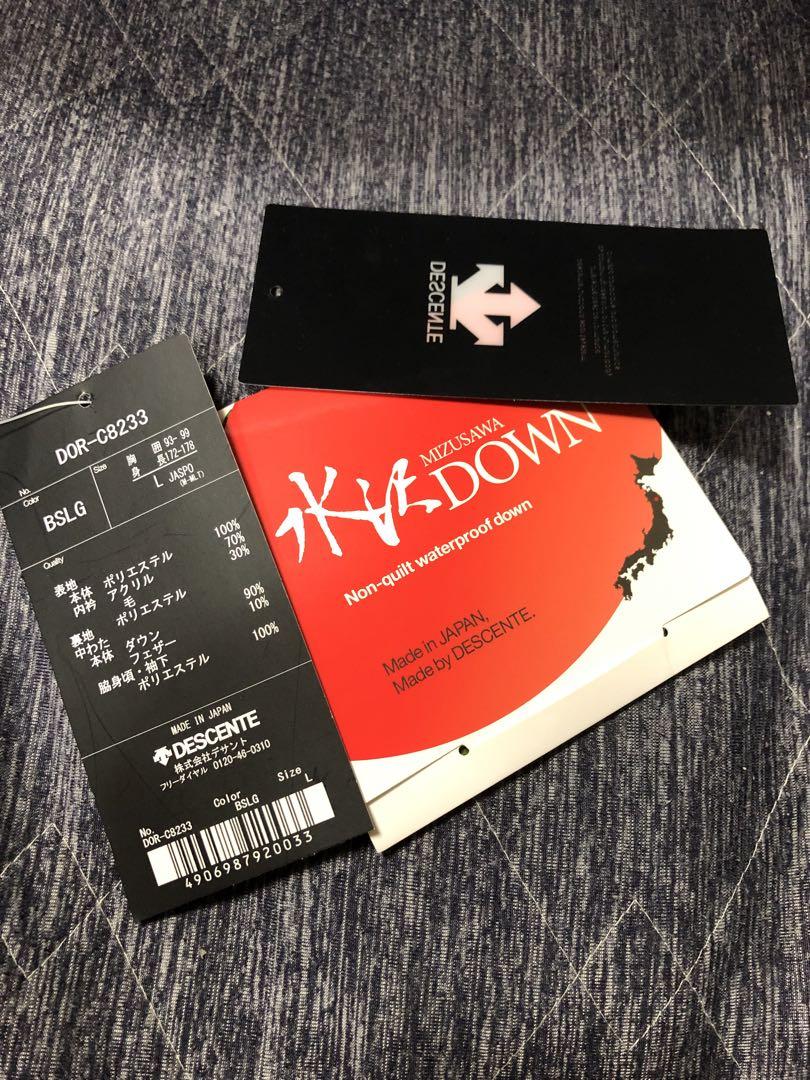 DESCENTE
DOR-C8233
No.
Color
BSLG
Size
胸囲93-99
身長172-178
L JASPO
(M-ML.T)
Quality
表地
本体 ポリエステル 100%
内衿 アクリル 70%
毛 30%
裏地 ポリエステル
中わた
本体 ダウン 90%
フェザー 10%
脇身頃・袖下
ポリエステル 100%
MADE IN JAPAN
DESCENTE
株式会社デサント
フリーダイヤル 0120-46-0310
No. Color Size
DOR-C8233 BSLG L
4906987920033
水沢
MIZUSAWA
DOWN
Non-quilt waterproof down
Made in JAPAN,
Made by DESCENTE.